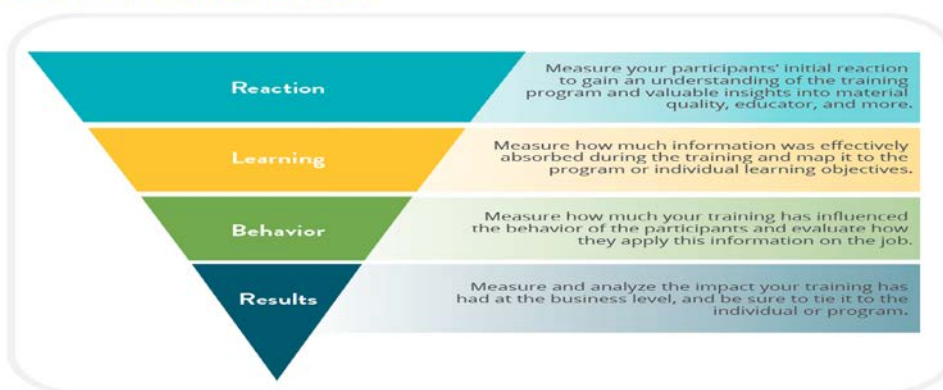 Reaction
Measure your participants' initial reaction
to gain an understanding of the training
program and valuable insights into material
quality, educator, and more.
Learning
Measure how much information was effectively
absorbed during the training and map it to the
program or individual learning objectives.
Behavior
Measure how much your training has influenced
the behavior of the participants and evaluate how
they apply this information on the job.
Results
Measure and analyze the impact your training has
had at the business level, and be sure to tie it to the
individual or program.